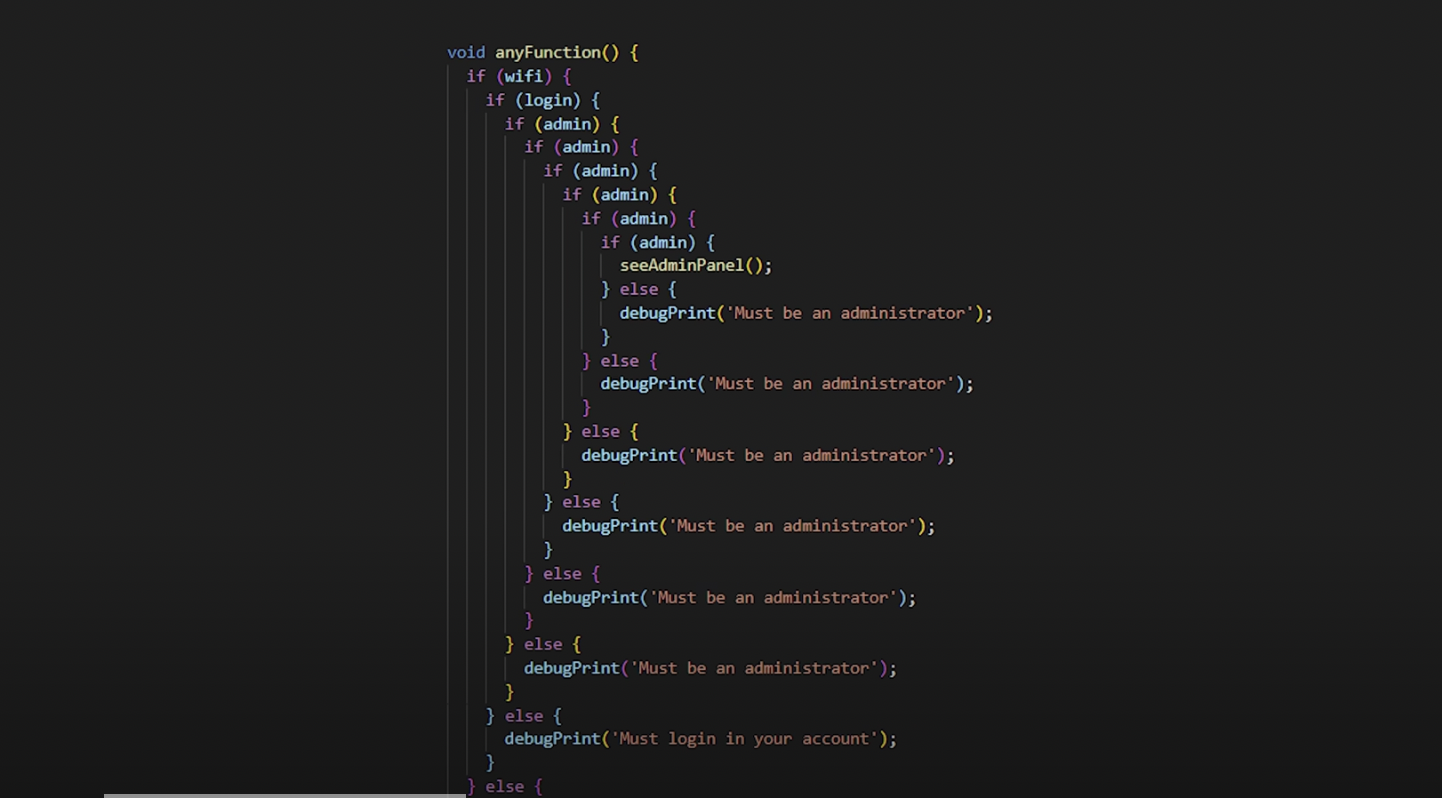 void anyFunction() {
if (wifi) {
if (login) {
if (admin) {
if (admin) {
if (admin) {
if (admin) {
if (admin) {
if (admin) {
seeAdminPanel();
} else {
debugPrint('Must be an administrator');
}
} else {
debugPrint('Must be an administrator');
}
} else {
debugPrint('Must be an administrator');
}
} else {
debugPrint('Must be an administrator');
}
} else {
debugPrint('Must be an administrator');
}
} else {
debugPrint('Must be an administrator');
}
} else {
debugPrint('Must login in your account');
}
} else {